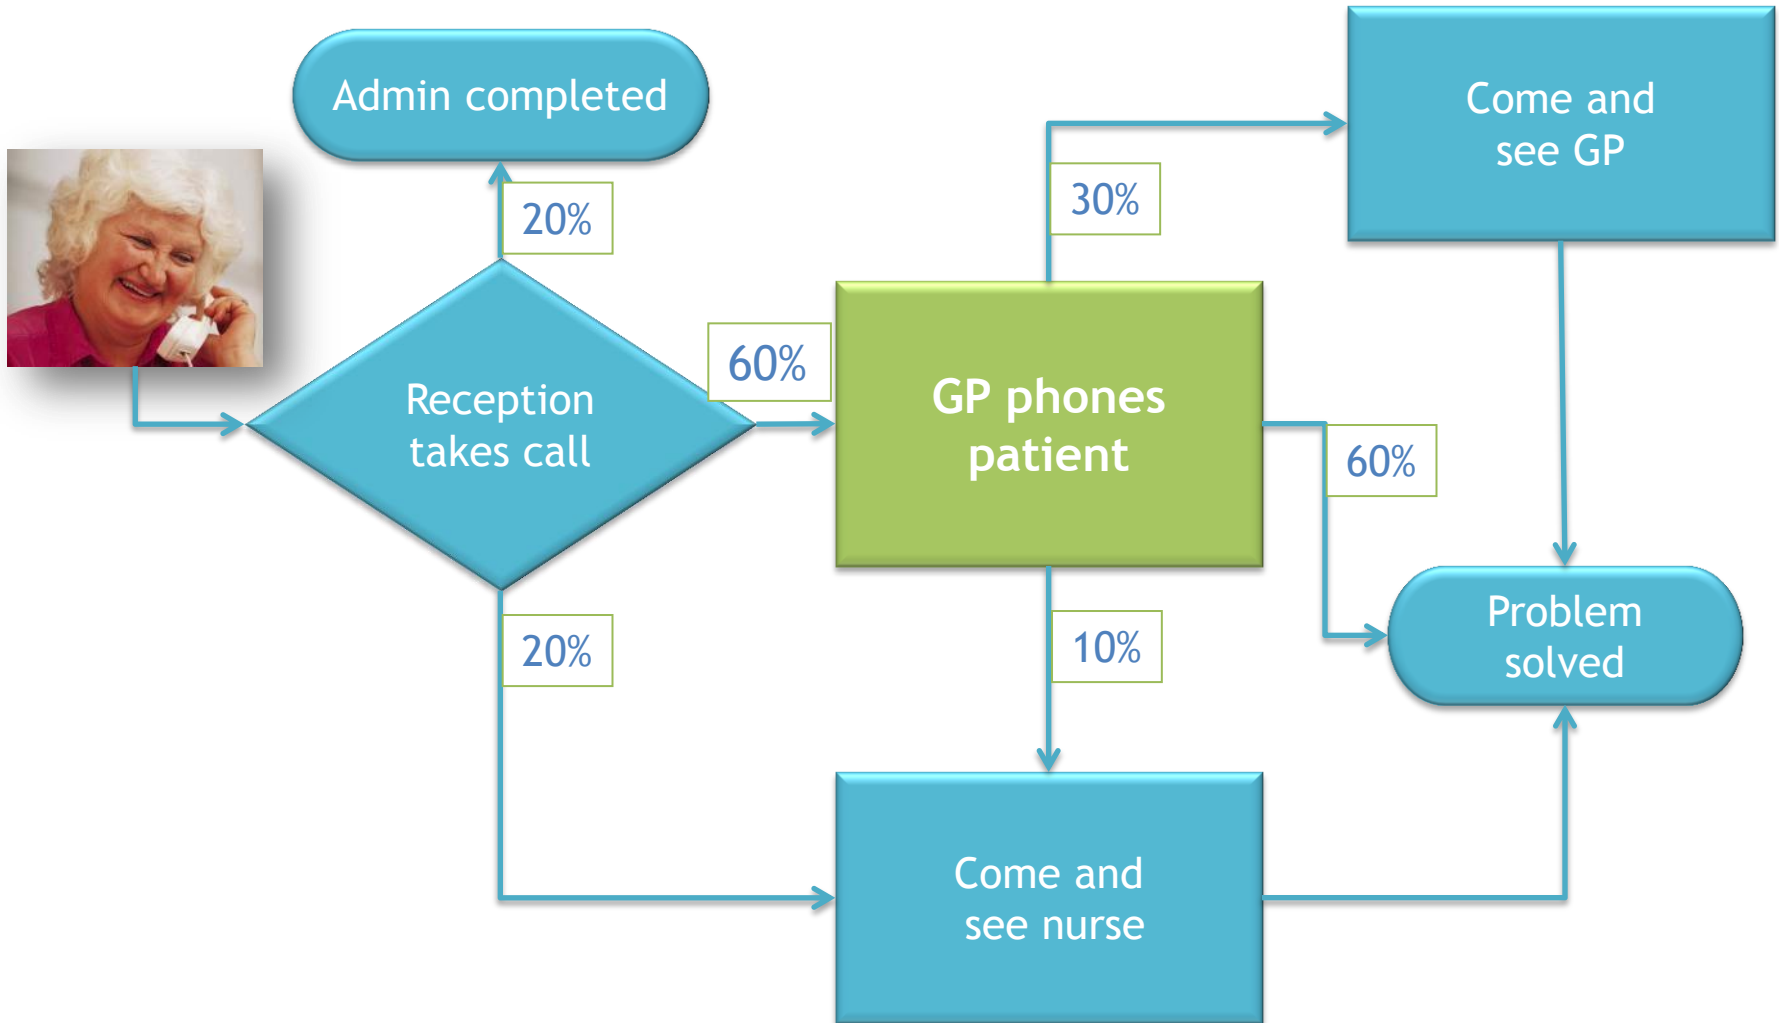 Admin completed
20%
Reception
takes call
60%
20%
GP phones
patient
30%
Come and
see GP
60%
10%
Problem
solved
Come and
see nurse